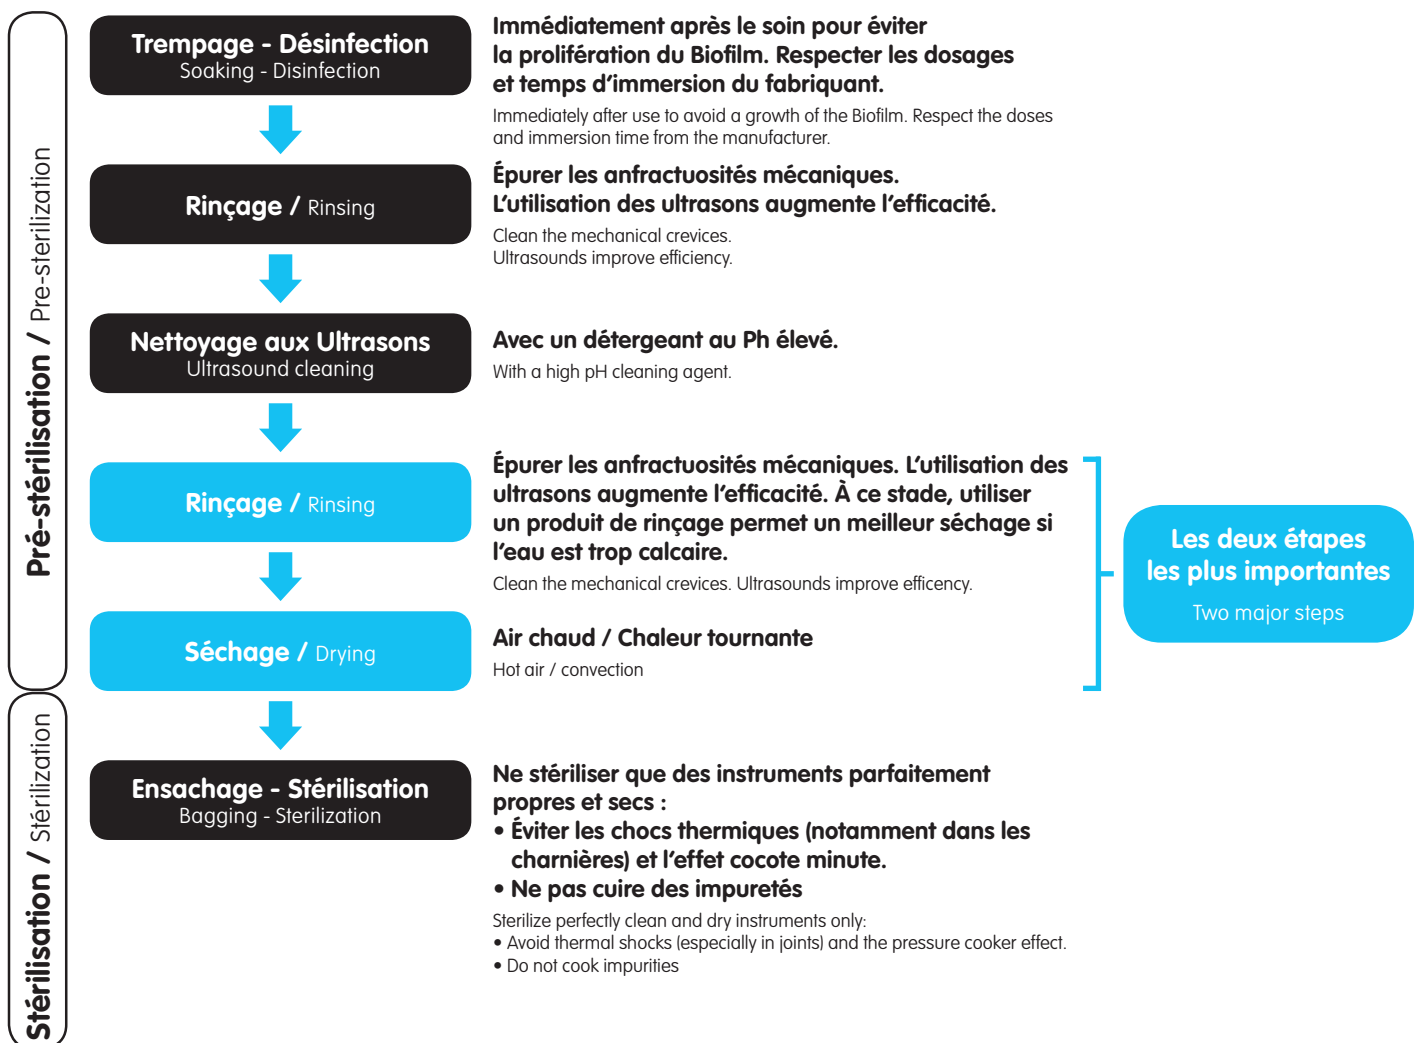 Pré-stérilisation / Pre-sterilization
Trempage - Désinfection
Soaking - Disinfection
Immédiatement après le soin pour éviter
la prolifération du Biofilm. Respecter les dosages
et temps d'immersion du fabriquant.
Immediately after use to avoid a growth of the Biofilm. Respect the doses
and immersion time from the manufacturer.
Rinçage / Rinsing
Épurer les anfractuosités mécaniques.
L'utilisation des ultrasons augmente l'efficacité.
Clean the mechanical crevices.
Ultrasounds improve efficiency.
Nettoyage aux Ultrasons
Ultrasound cleaning
Avec un détergeant au Ph élevé.
With a high pH cleaning agent.
Rinçage / Rinsing
Épurer les anfractuosités mécaniques. L'utilisation des
ultrasons augmente l'efficacité. À ce stade, utiliser
un produit de rinçage permet un meilleur séchage si
l'eau est trop calcaire.
Clean the mechanical crevices. Ultrasounds improve efficency.
Séchage / Drying
Air chaud / Chaleur tournante
Hot air / convection
Les deux étapes
les plus importantes
Two major steps
Stérilisation / Stérilization
Ensachage - Stérilisation
Bagging - Sterilization
Ne stériliser que des instruments parfaitement
propres et secs :
• Éviter les chocs thermiques (notamment dans les
charnières) et l'effet cocote minute.
• Ne pas cuire des impuretés
Sterilize perfectly clean and dry instruments only:
• Avoid thermal shocks (especially in joints) and the pressure cooker effect.
• Do not cook impurities